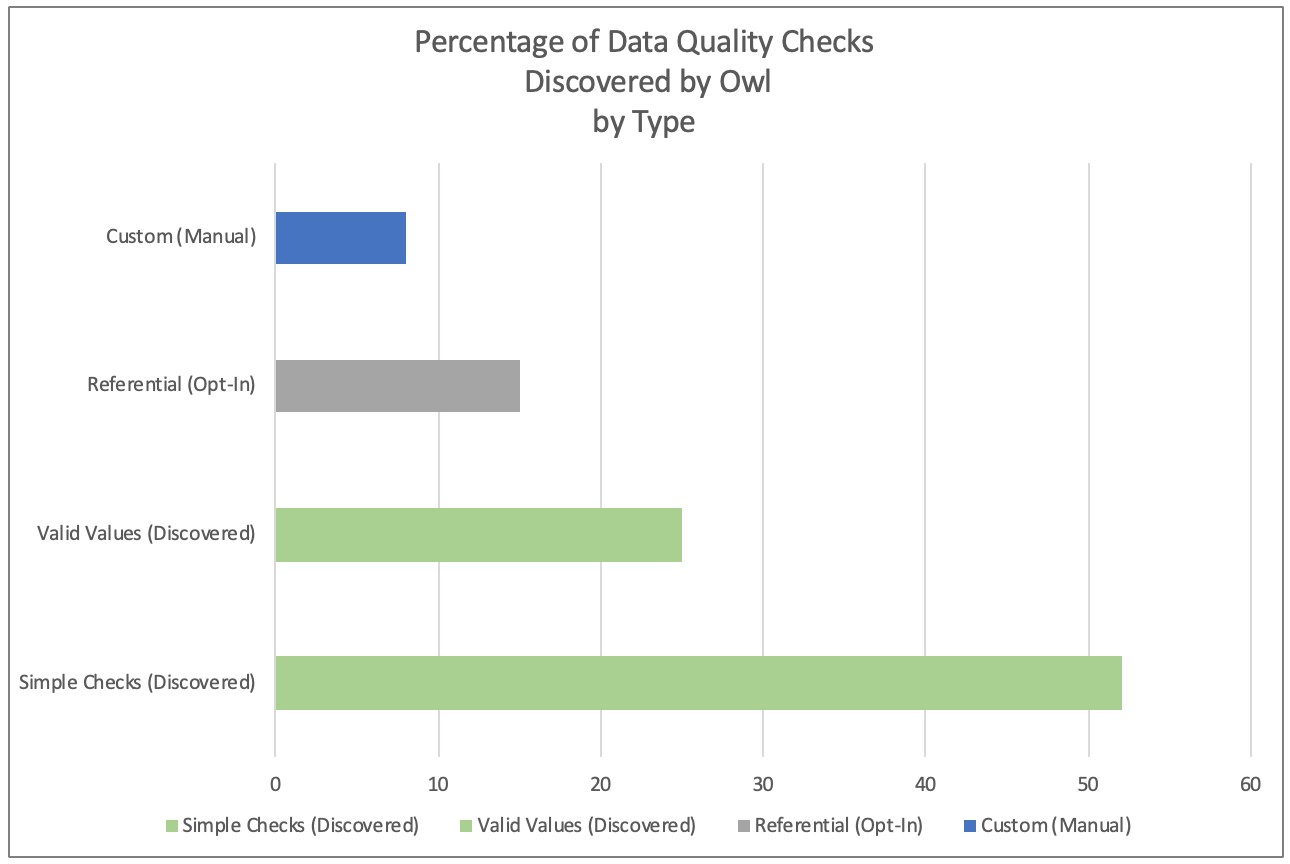 Percentage of Data Quality Checks
Discovered by Owl
by Type
Custom (Manual)
Referential (Opt-In)
Valid Values (Discovered)
Simple Checks (Discovered)
0 10 20 30 40 50 60
Simple Checks (Discovered) Valid Values (Discovered) Referential (Opt-In) Custom (Manual)